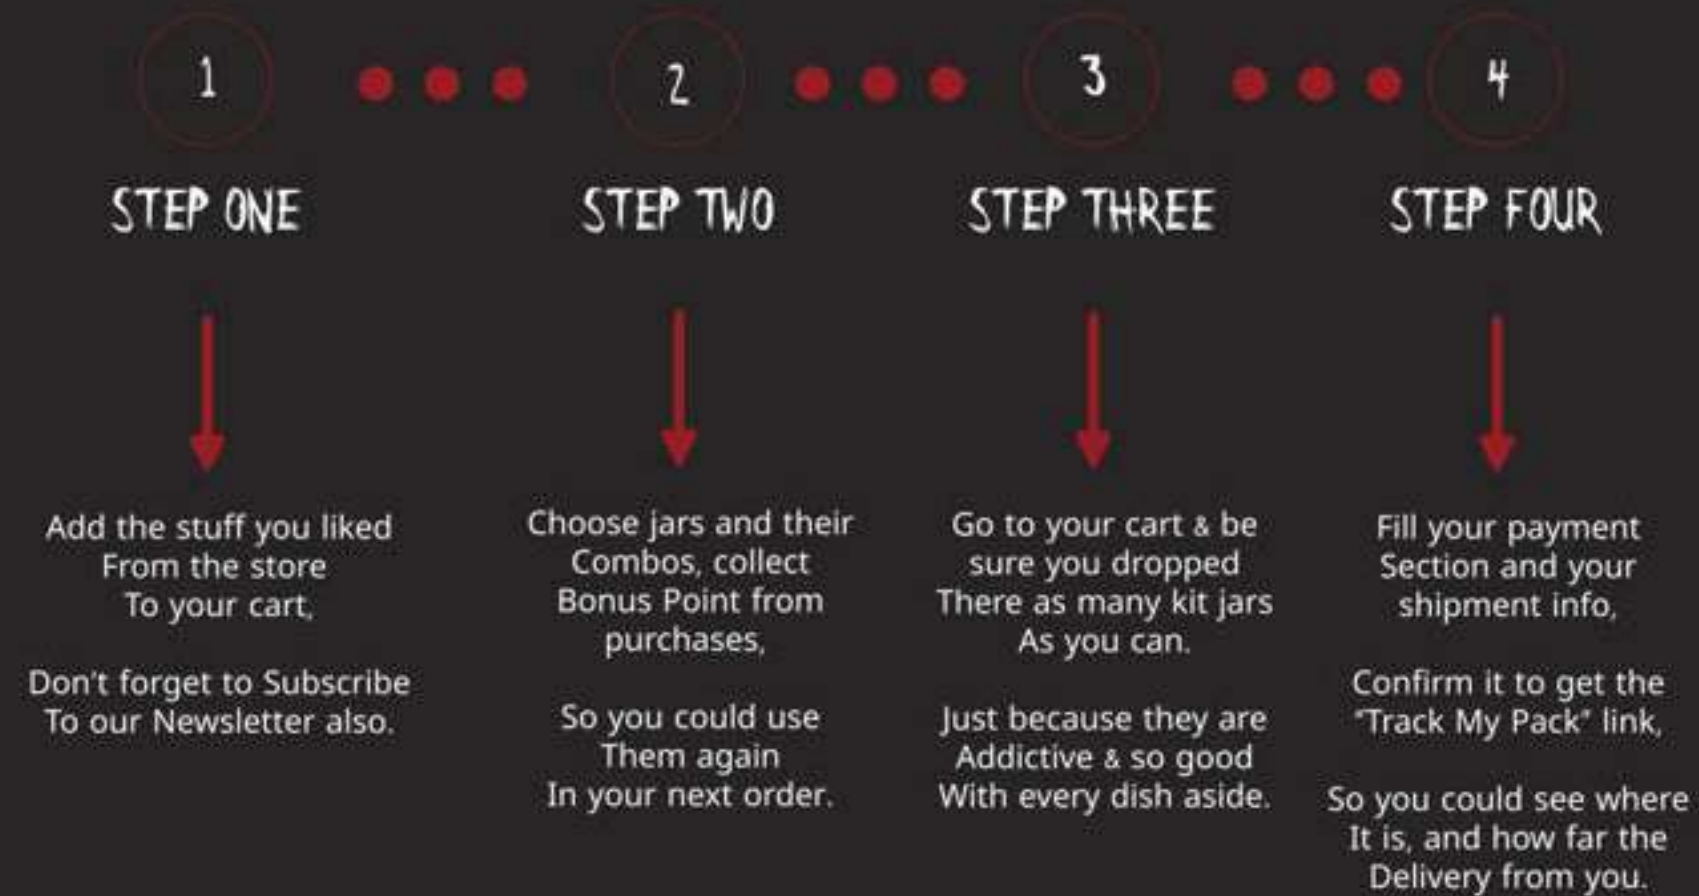 1
2
3
4
STEP ONE
STEP TWO
STEP THREE
STEP FOUR
Add the stuff you liked
From the store
To your cart,
Don't forget to Subscribe
To our Newsletter also.
Choose jars and their
Combos, collect
Bonus Point from
purchases,
So you could use
Them again
In your next order.
Go to your cart & be
sure you dropped
There as many kit jars
As you can.
Just because they are
Addictive & so good
With every dish aside.
Fill your payment
Section and your
shipment info,
Confirm it to get the
"Track My Pack" link,
So you could see where
It is, and how far the
Delivery from you.